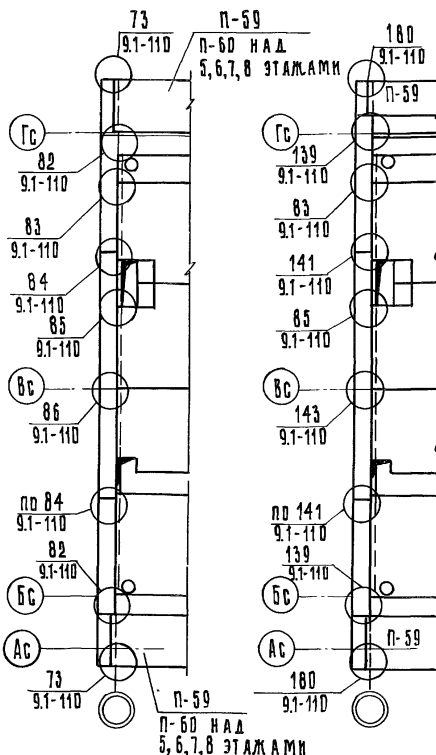 73
9.1-110
П-59
П-60 НАД
5,6,7,8 ЭТАЖАМИ
Гс
82
9.1-110
83
9.1-110
84
9.1-110
85
9.1-110
Вс
86
9.1-110
по 84
9.1-110
82
9.1-110
Бс
Ас
73
9.1-110
П-59
П-60 НАД
5,6,7,8 ЭТАЖАМИ
180
9.1-110
П-59
Гс
139
9.1-110
83
9.1-110
141
9.1-110
85
9.1-110
Вс
143
9.1-110
по 141
9.1-110
139
9.1-110
Бс
Ас
П-59
180
9.1-110